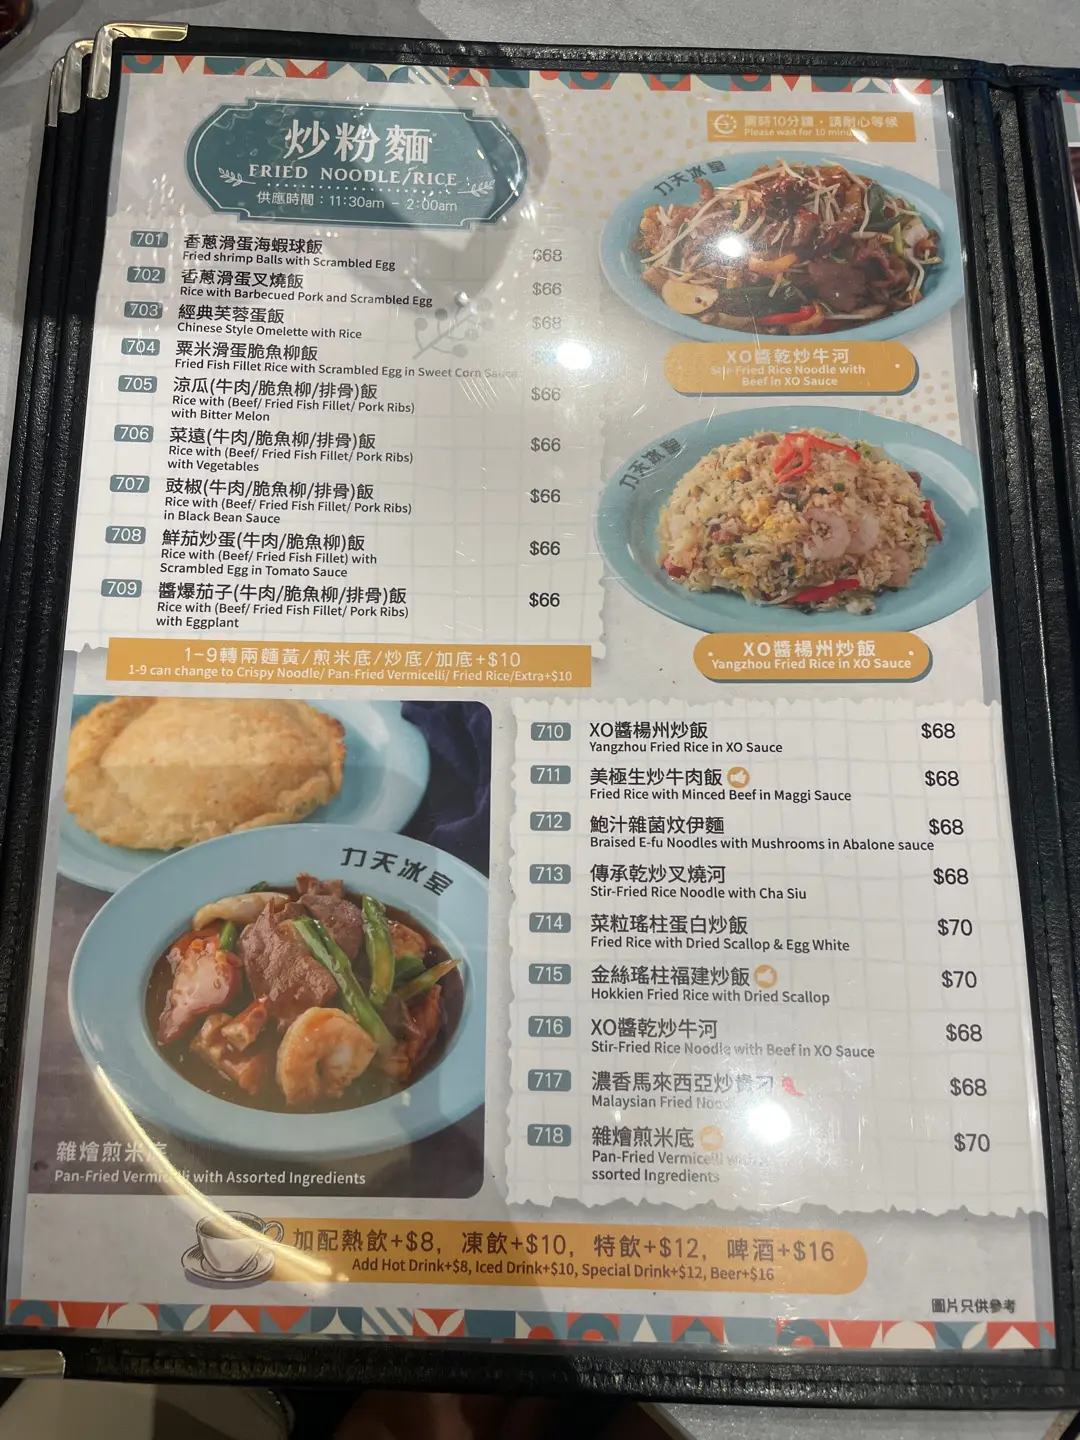 炒粉麵
FRIED NOODLE/RICE
供應時間：11:30am - 2:00am
需時10分鐘・請耐心等候
Please wait for 10 minu
力天冰室
701 香蔥滑蛋海蝦球飯 $68
Fried shrimp Balls with Scrambled Egg
702 香蔥滑蛋叉燒飯 $66
Rice with Barbecued Pork and Scrambled Egg
703 經典芙蓉蛋飯 $68
Chinese Style Omelette with Rice
704 粟米滑蛋脆魚柳飯
Fried Fish Fillet Rice with Scrambled Egg in Sweet Corn Sauce
705 涼瓜(牛肉/脆魚柳/排骨)飯 $66
Rice with (Beef/ Fried Fish Fillet/ Pork Ribs)
with Bitter Melon
706 菜遠(牛肉/脆魚柳/排骨)飯 $66
Rice with (Beef/ Fried Fish Fillet/ Pork Ribs)
with Vegetables
707 豉椒(牛肉/脆魚柳/排骨)飯 $66
Rice with (Beef/ Fried Fish Fillet/ Pork Ribs)
in Black Bean Sauce
708 鮮茄炒蛋(牛肉/脆魚柳)飯 $66
Rice with (Beef/ Fried Fish Fillet) with
Scrambled Egg in Tomato Sauce
709 醬爆茄子(牛肉/脆魚柳/排骨)飯 $66
Rice with (Beef/ Fried Fish Fillet/ Pork Ribs)
with Eggplant
1-9轉兩麵黃/煎米底/炒底/加底+$10
1-9 can change to Crispy Noodle/ Pan-Fried Vermicelli/ Fried Rice/Extra+$10
XO醬乾炒牛河
Stir-Fried Rice Noodle with
Beef in XO Sauce
力天冰室
XO醬楊州炒飯
Yangzhou Fried Rice in XO Sauce
力天冰室
雜燴煎米底
Pan-Fried Vermicelli with Assorted Ingredients
710 XO醬楊州炒飯 $68
Yangzhou Fried Rice in XO Sauce
711 美極生炒牛肉飯 $68
Fried Rice with Minced Beef in Maggi Sauce
712 鮑汁雜菌炆伊麵 $68
Braised E-fu Noodles with Mushrooms in Abalone sauce
713 傳承乾炒叉燒河 $68
Stir-Fried Rice Noodle with Cha Siu
714 菜粒瑤柱蛋白炒飯 $70
Fried Rice with Dried Scallop & Egg White
715 金絲瑤柱福建炒飯 $70
Hokkien Fried Rice with Dried Scallop
716 XO醬乾炒牛河 $68
Stir-Fried Rice Noodle with Beef in XO Sauce
717 濃香馬來西亞炒 $68
Malaysian Fried
718 雜燴煎米底 $70
Pan-Fried Vermicelli with
ssorted Ingredients
加配熱飲+$8, 凍飲+$10, 特飲+$12, 啤酒+$16
Add Hot Drink+$8, Iced Drink+$10, Special Drink+$12, Beer+$16
圖片只供參考